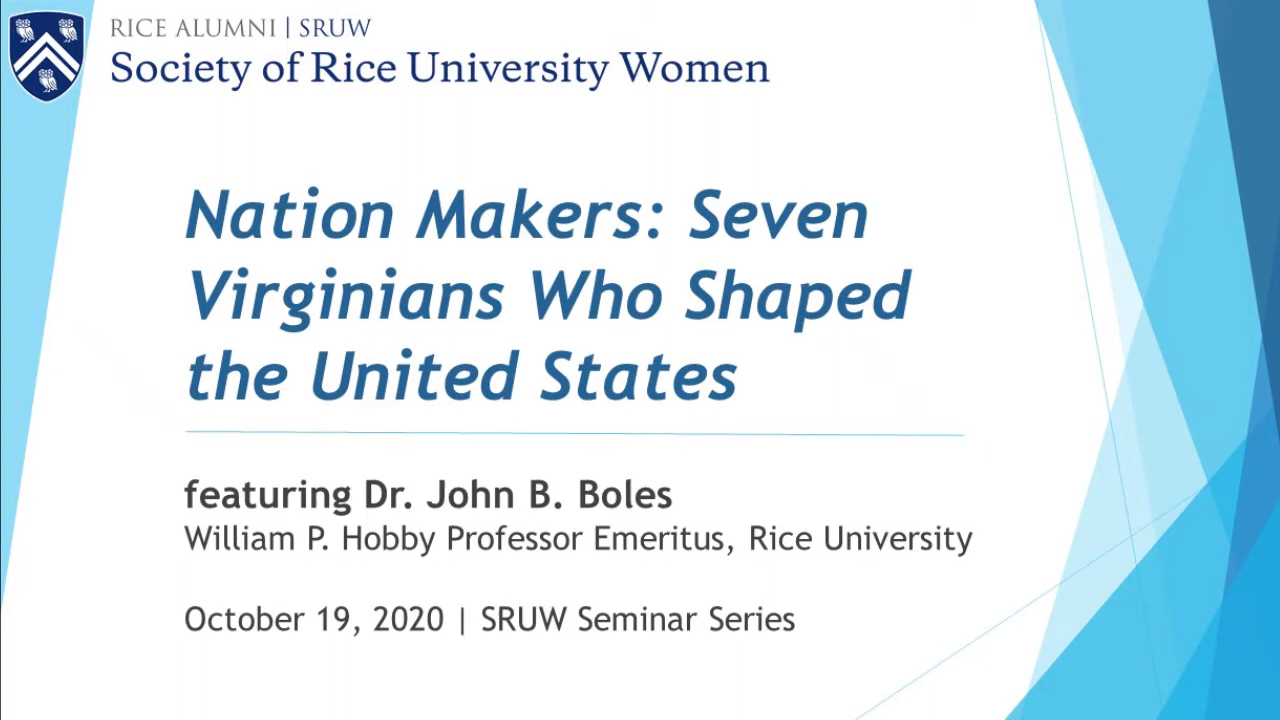 RICE ALUMNI | SRUW
Society of Rice University Women
Nation Makers: Seven
Virginians Who Shaped
the United States
featuring Dr. John B. Boles
William P. Hobby Professor Emeritus, Rice University
October 19, 2020 | SRUW Seminar Series